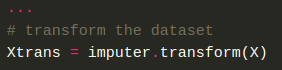 ...
# transform the dataset
Xtrans = imputer.transform(X)